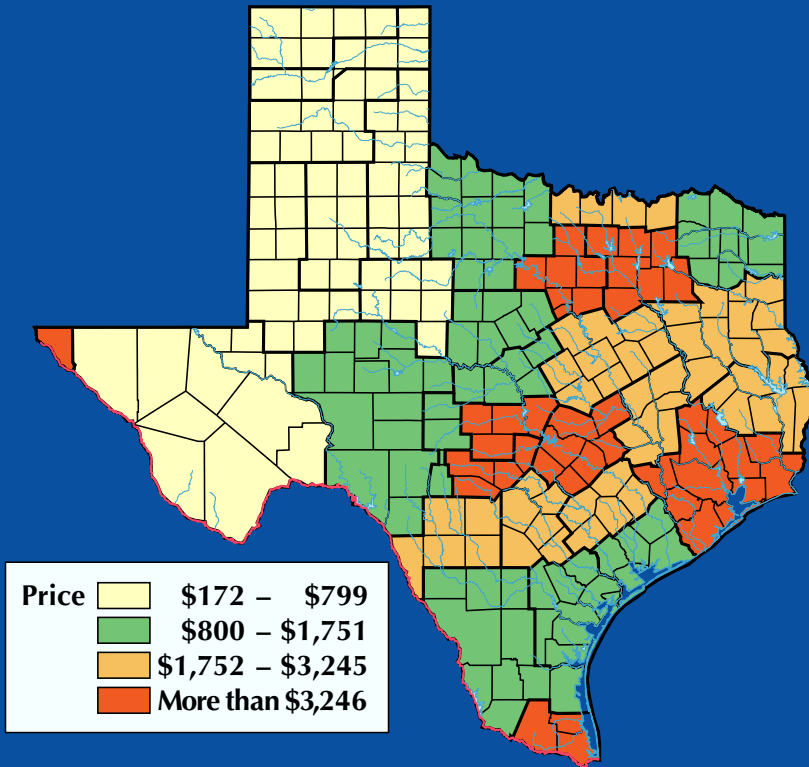 Price $172 – $799
$800 – $1,751
$1,752 – $3,245
More than $3,246